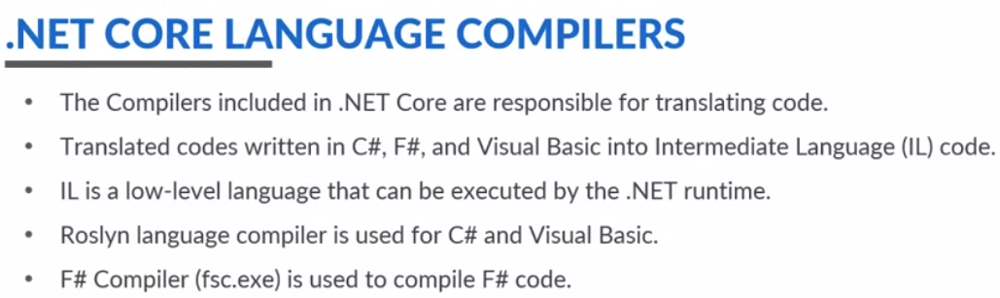 .NET CORE LANGUAGE COMPILERS
• The Compilers included in .NET Core are responsible for translating code.
• Translated codes written in C#, F#, and Visual Basic into Intermediate Language (IL) code.
• IL is a low-level language that can be executed by the .NET runtime.
• Roslyn language compiler is used for C# and Visual Basic.
• F# Compiler (fsc.exe) is used to compile F# code.